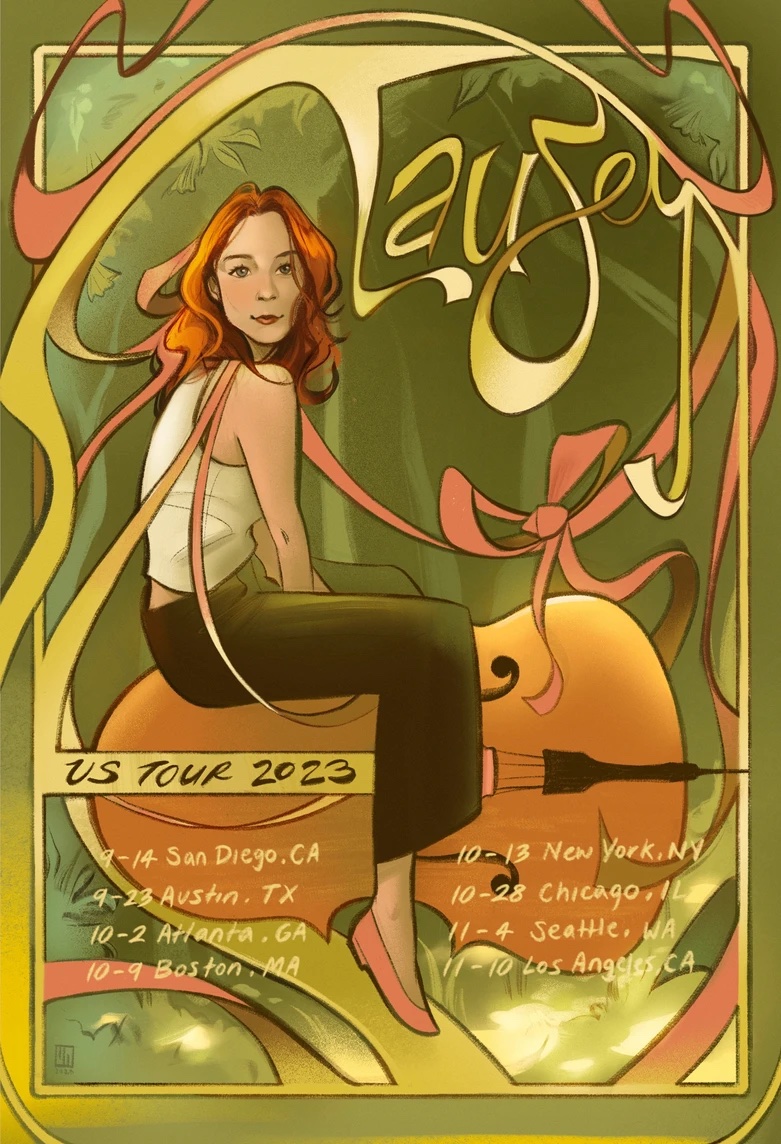 Laufey
US TOUR 2023
9-14 San Diego, CA
9-23 Austin, TX
10-2 Atlanta, GA
10-9 Boston, MA
10-13 New York, NY
10-28 Chicago, IL
11-4 Seattle, WA
11-10 Los Angeles, CA